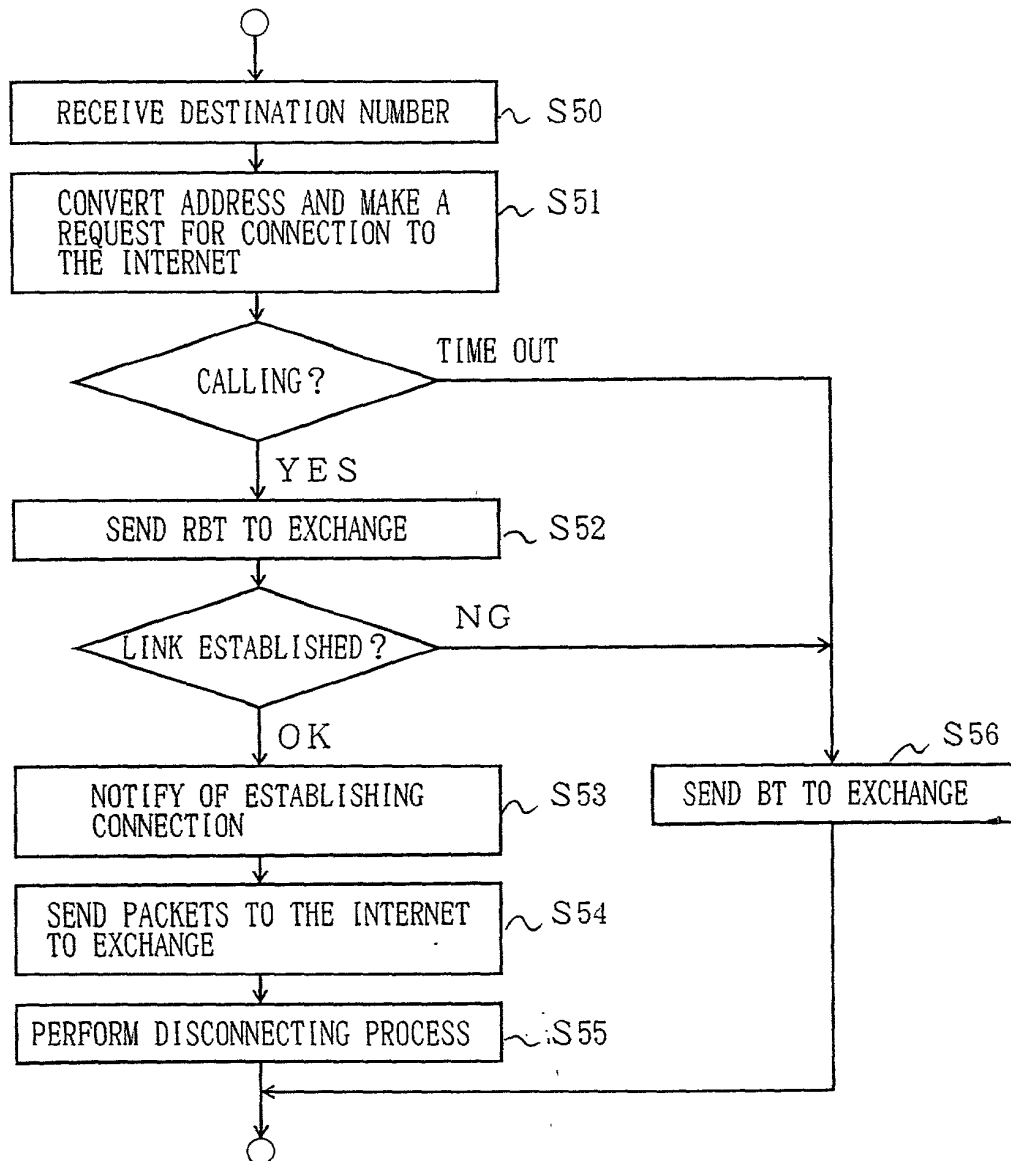 RECEIVE DESTINATION NUMBER
S50
CONVERT ADDRESS AND MAKE A
REQUEST FOR CONNECTION TO
THE INTERNET
S51
CALLING?
TIME OUT
YES
SEND RBT TO EXCHANGE
S52
LINK ESTABLISHED?
NG
OK
NOTIFY OF ESTABLISHING
CONNECTION
S53
S56
SEND BT TO EXCHANGE
SEND PACKETS TO THE INTERNET
TO EXCHANGE
S54
PERFORM DISCONNECTING PROCESS
S55